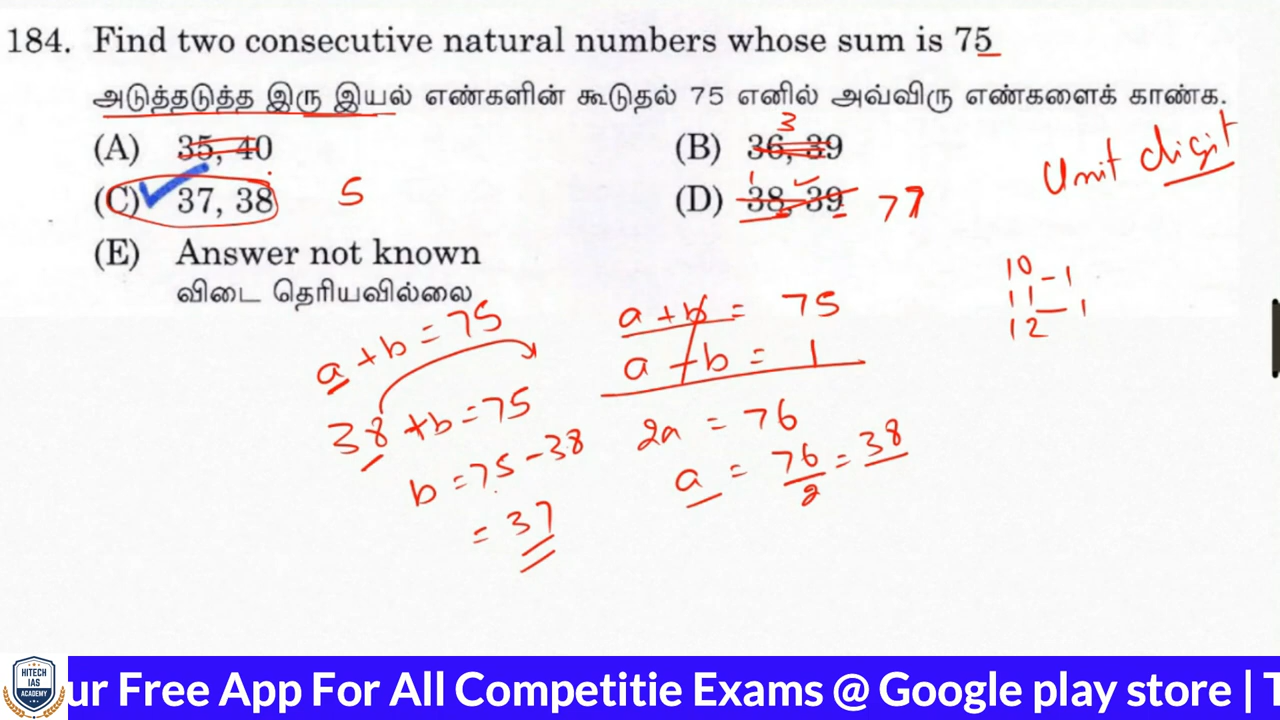 184. Find two consecutive natural numbers whose sum is 75
அடுத்தடுத்த இரு இயல் எண்களின் கூடுதல் 75 எனில் அவ்விரு எண்களைக் காண்க.
(A) 35, 40
(B) 36, 39
3
Unit digit
(C) 37, 38
5
(D) 38, 39
1
77
(E) Answer not known
விடை தெரியவில்லை
10 - 1
11 - 1
12
a + b = 75
38 + b = 75
b = 75 - 38
= 37
a + b = 75
a - b = 1
2a = 76
a = 76/2 = 38
HITECH
IAS
ACADEMY
ur Free App For All Competitie Exams @ Google play store | T